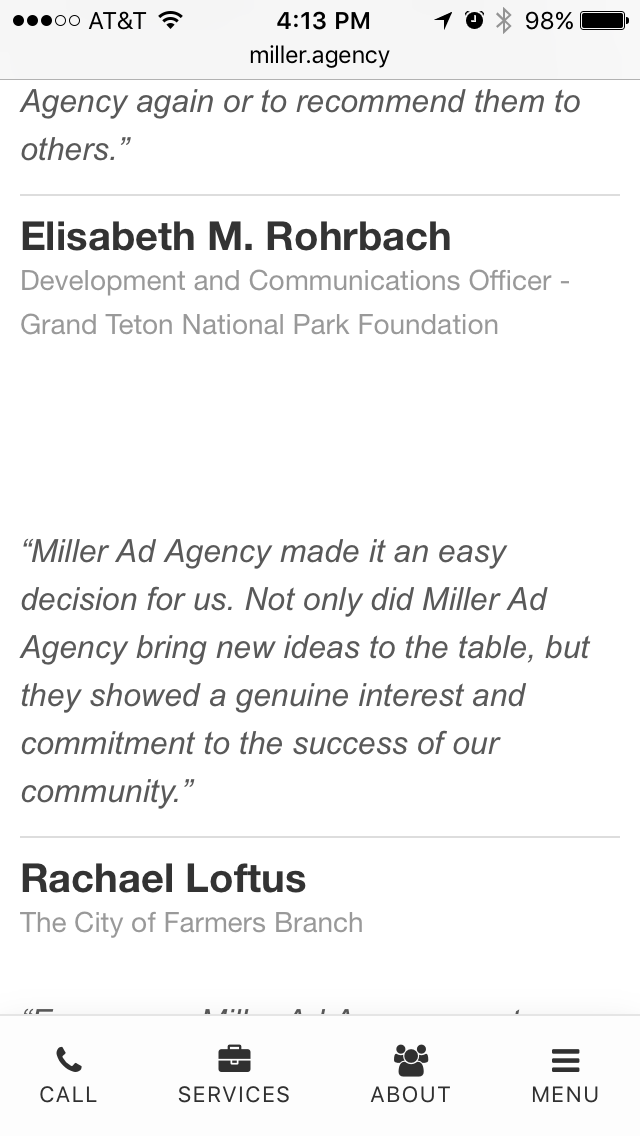 AT&T 4:13 PM 98%
miller.agency
Agency again or to recommend them to
others.”
Elisabeth M. Rohrbach
Development and Communications Officer -
Grand Teton National Park Foundation
“Miller Ad Agency made it an easy
decision for us. Not only did Miller Ad
Agency bring new ideas to the table, but
they showed a genuine interest and
commitment to the success of our
community.”
Rachael Loftus
The City of Farmers Branch
CALL SERVICES ABOUT MENU